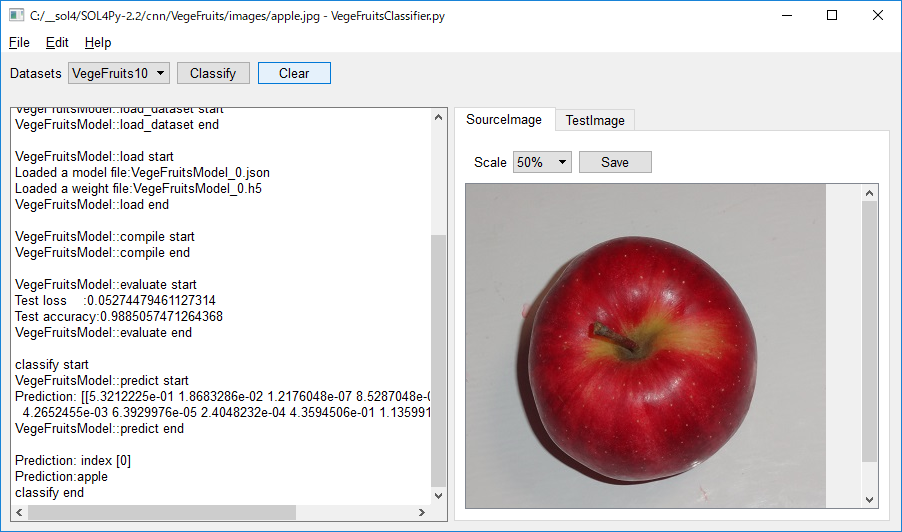 C:/__sol4/SOL4Py-2.2/cnn/VegeFruits/images/apple.jpg - VegeFruitsClassifier.py
File Edit Help
Datasets VegeFruits10 Classify Clear
VegeFruitsModel::load_dataset start
VegeFruitsModel::load_dataset end
VegeFruitsModel::load start
Loaded a model file:VegeFruitsModel_0.json
Loaded a weight file:VegeFruitsModel_0.h5
VegeFruitsModel::load end
VegeFruitsModel::compile start
VegeFruitsModel::compile end
VegeFruitsModel::evaluate start
Test loss :0.05274479461127314
Test accuracy:0.9885057471264368
VegeFruitsModel::evaluate end
classify start
VegeFruitsModel::predict start
Prediction: [[5.3212225e-01 1.8683286e-02 1.2176048e-07 8.5287048e-0
4.2652455e-03 6.3929976e-05 2.4048232e-04 4.3594506e-01 1.135991
VegeFruitsModel::predict end
Prediction: index [0]
Prediction:apple
classify end
SourceImage TestImage
Scale 50% Save